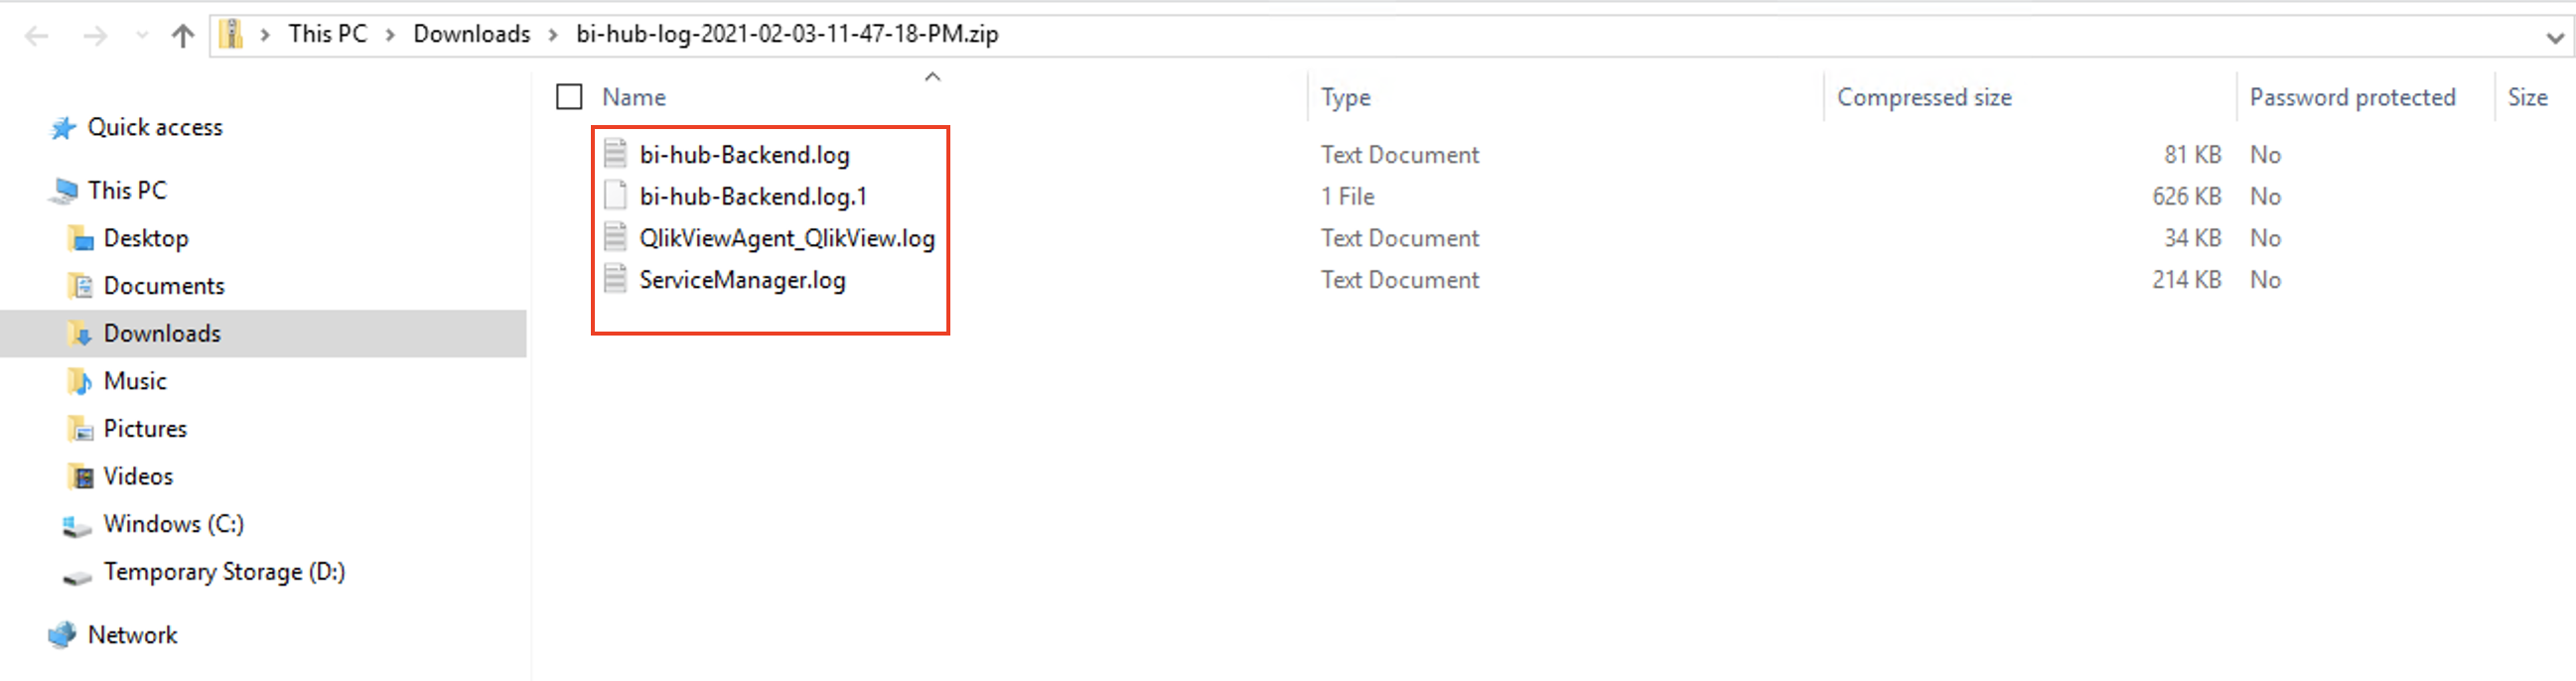 This PC > Downloads > bi-hub-log-2021-02-03-11-47-18-PM.zip
Name Type Compressed size Password protected Size
Quick access
This PC
Desktop
Documents
Downloads
Music
Pictures
Videos
Windows (C:)
Temporary Storage (D:)
Network
bi-hub-Backend.log Text Document 81 KB No
bi-hub-Backend.log.1 1 File 626 KB No
QlikViewAgent_QlikView.log Text Document 34 KB No
ServiceManager.log Text Document 214 KB No